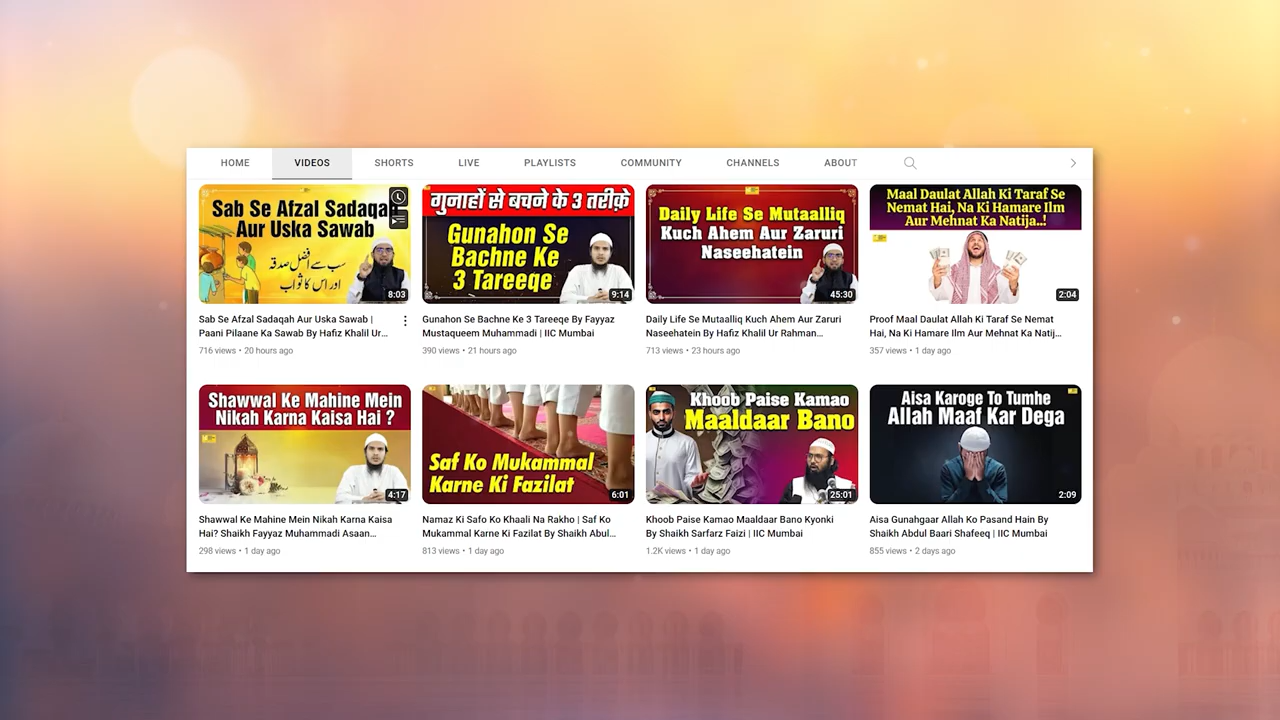 HOME VIDEOS SHORTS LIVE PLAYLISTS COMMUNITY CHANNELS ABOUT
Sab Se Afzal Sadaqah
Aur Uska Sawab
سب سے افضل صدقہ
اور اس کا ثواب
8:03
Sab Se Afzal Sadaqah Aur Uska Sawab |
Paani Pilaane Ka Sawab By Hafiz Khalil Ur...
716 views • 20 hours ago
गुनाहों से बचने के 3 तरीक़े
Gunahon Se
Bachne Ke
3 Tareeqe
9:14
Gunahon Se Bachne Ke 3 Tareeqe By Fayyaz
Mustaqueem Muhammadi | IIC Mumbai
390 views • 21 hours ago
Daily Life Se Mutaalliq
Kuch Ahem Aur Zaruri
Naseehatein
45:30
Daily Life Se Mutaalliq Kuch Ahem Aur Zaruri
Naseehatein By Hafiz Khalil Ur Rahman...
713 views • 23 hours ago
Maal Daulat Allah Ki Taraf Se
Nemat Hai, Na Ki Hamare Ilm
Aur Mehnat Ka Natija..!
2:04
Proof Maal Daulat Allah Ki Taraf Se Nemat
Hai, Na Ki Hamare Ilm Aur Mehnat Ka Natij...
357 views • 1 day ago
Shawwal Ke Mahine Mein
Nikah Karna Kaisa Hai ?
4:17
Shawwal Ke Mahine Mein Nikah Karna Kaisa
Hai? Shaikh Fayyaz Muhammadi Asaan...
298 views • 1 day ago
Saf Ko Mukammal
Karne Ki Fazilat
6:01
Namaz Ki Safo Ko Khaali Na Rakho | Saf Ko
Mukammal Karne Ki Fazilat By Shaikh Abul...
813 views • 1 day ago
Khoob Paise Kamao
Maaldaar Bano
25:01
Khoob Paise Kamao Maaldaar Bano Kyonki
By Shaikh Sarfarz Faizi | IIC Mumbai
1.2K views • 1 day ago
Aisa Karoge To Tumhe
Allah Maaf Kar Dega
2:09
Aisa Gunahgaar Allah Ko Pasand Hain By
Shaikh Abdul Baari Shafeeq | IIC Mumbai
855 views • 2 days ago